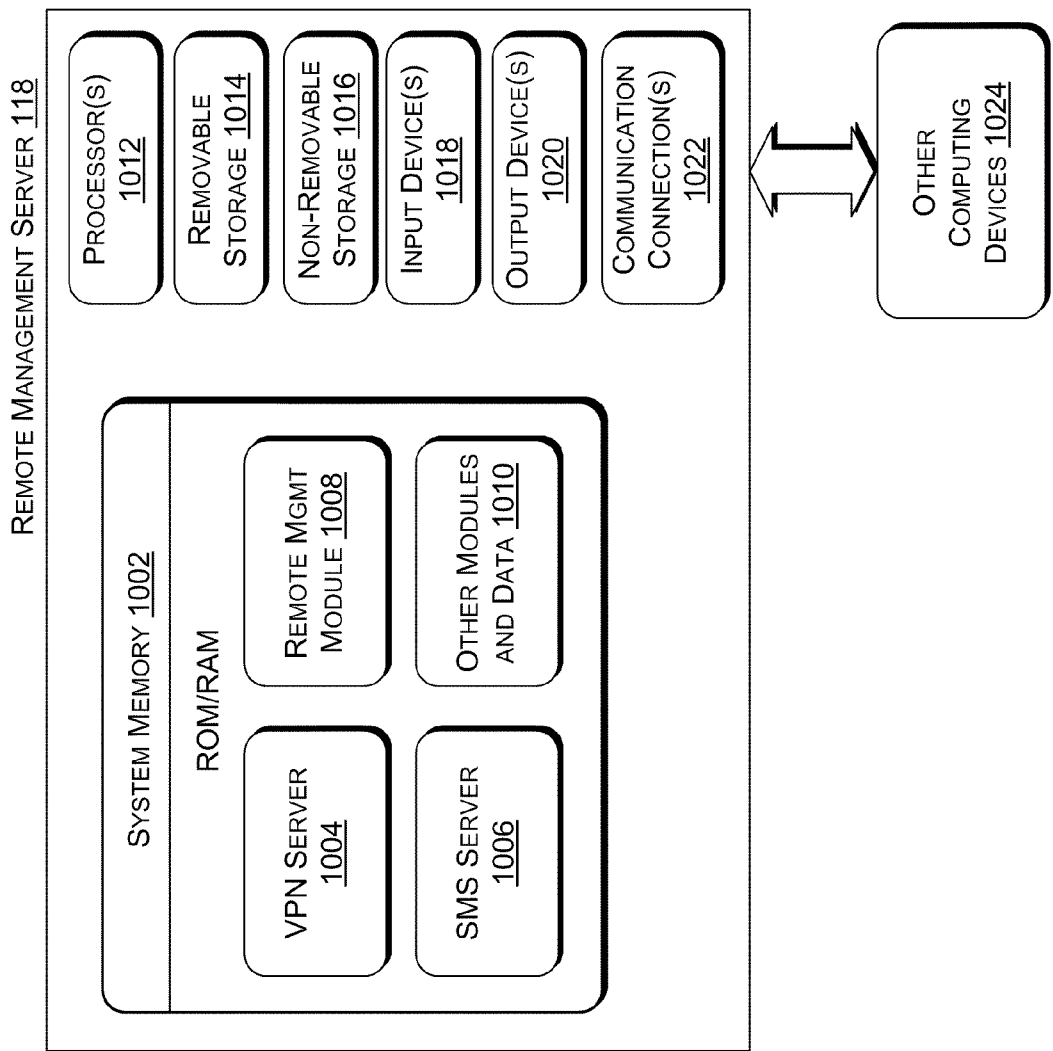 REMOTE MANAGEMENT SERVER 118
SYSTEM MEMORY 1002
ROM/RAM
VPN SERVER
1004
REMOTE MGMT
MODULE 1008
SMS SERVER
1006
OTHER MODULES
AND DATA 1010
PROCESSOR(S)
1012
REMOVABLE
STORAGE 1014
NON-REMOVABLE
STORAGE 1016
INPUT DEVICE(S)
1018
OUTPUT DEVICE(S)
1020
COMMUNICATION
CONNECTION(S)
1022
OTHER
COMPUTING
DEVICES 1024